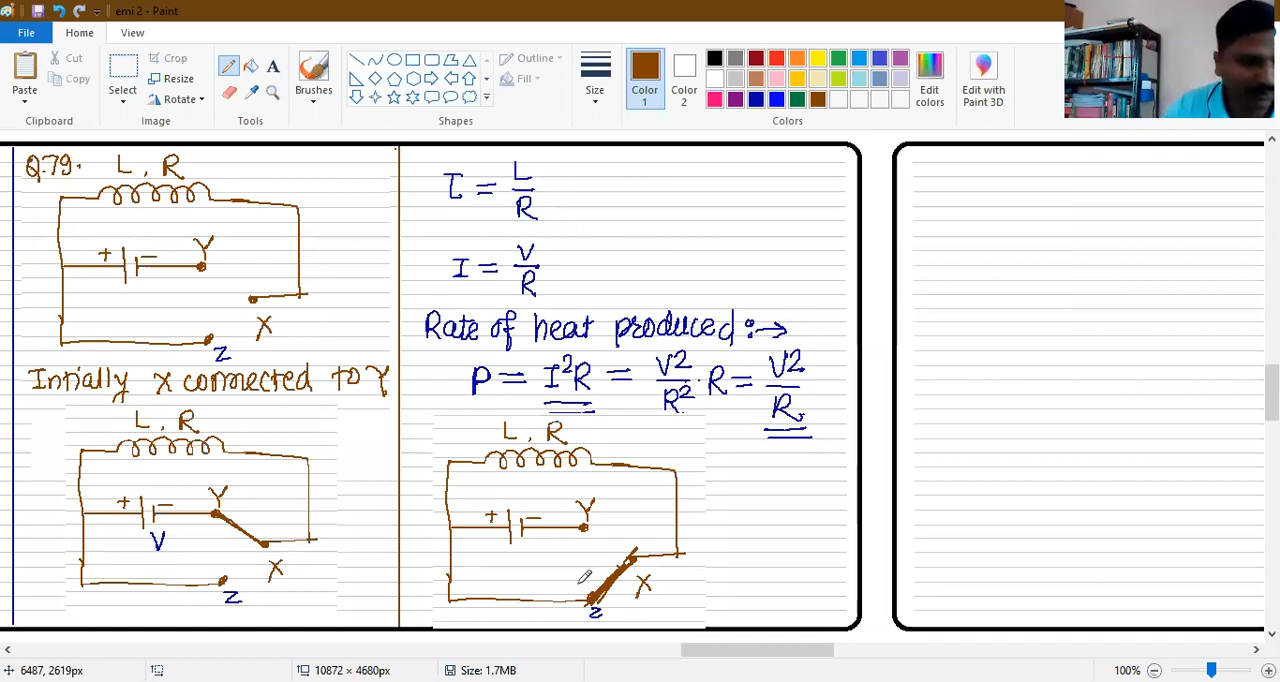 emi 2 - Paint
File
Home
View
Paste
Cut
Copy
Clipboard
Select
Crop
Resize
Rotate
Image
A
Tools
Brushes
Outline
Fill
Shapes
Size
Color 1
Color 2
Edit colors
Edit with Paint 3D
Colors
Q.79.
L, R
+ −
Y
X
Z
Intially x connected to Y
L, R
+ −
Y
V
X
Z
τ = L/R
I = V/R
Rate of heat produced :→
P = I²R = V²/R² . R = V²/R
L, R
+ −
Y
X
Z
6487, 2619px
10872 × 4680px
Size: 1.7MB
100%